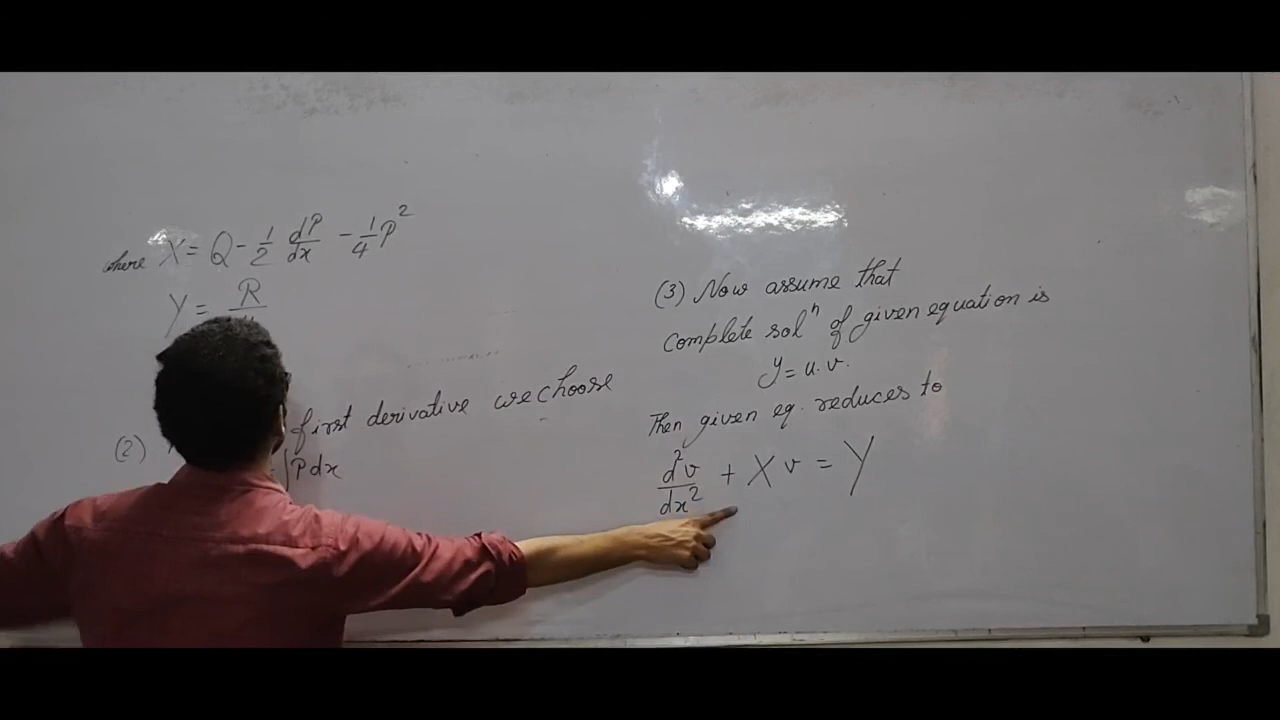 where X = Q - 1/2 dP/dx - 1/4 P²
Y = R
(2) first derivative we choose
= ∫Pdx
(3) Now assume that
complete solⁿ of given equation is
y = u.v.
Then given eq. reduces to
d²v/dx² + Xv = Y